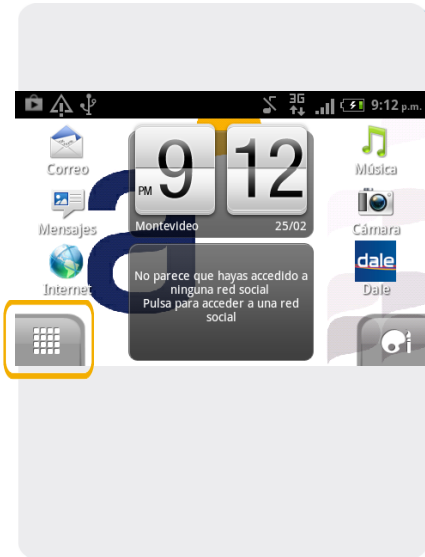 3G
9:12 p.m.
Correo
Mensajes
Internet
PM
9
12
Montevideo
25/02
No parece que hayas accedido a
ninguna red social
Pulsa para acceder a una red
social
Música
Cámara
dale
Dale